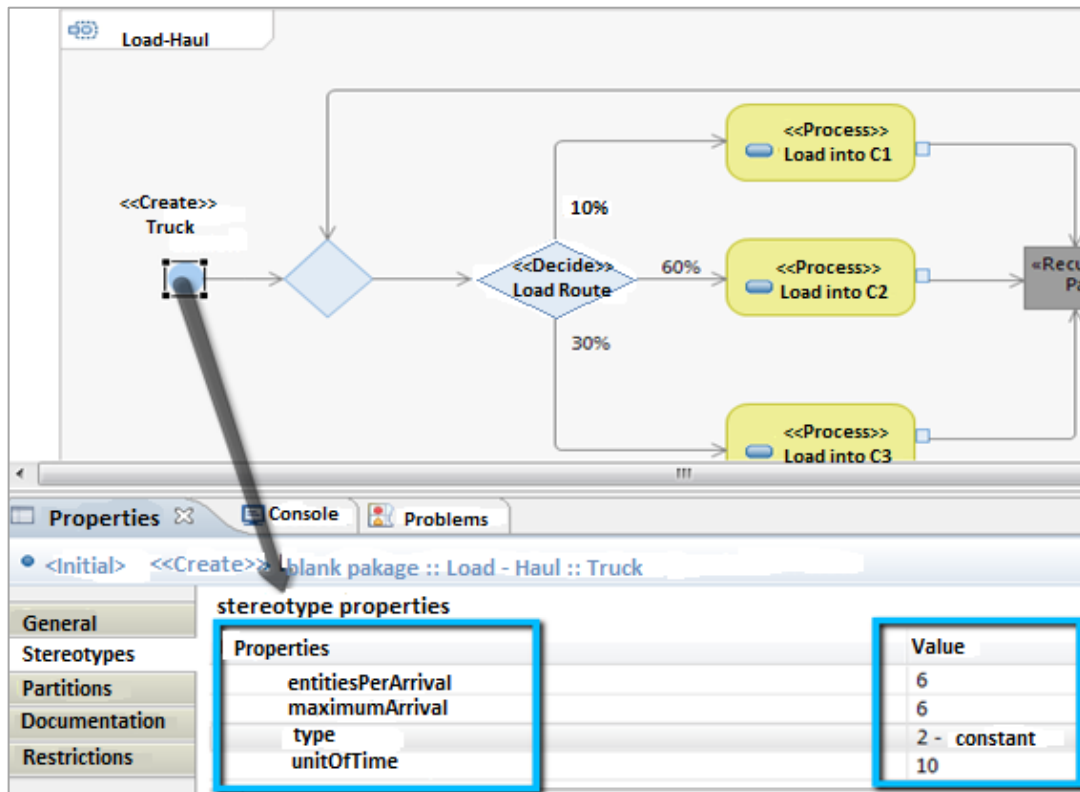 Load-Haul
<<Process>>
Load into C1
<<Create>>
Truck
10%
<<Decide>>
Load Route
60%
<<Process>>
Load into C2
«Recu
Pa
30%
<<Process>>
Load into C3
Properties
Console
Problems
<Initial> <<Create>> blank pakage :: Load - Haul :: Truck
General
Stereotypes
Partitions
Documentation
Restrictions
stereotype properties
Properties Value
entitiesPerArrival 6
maximumArrival 6
type 2 - constant
unitOfTime 10